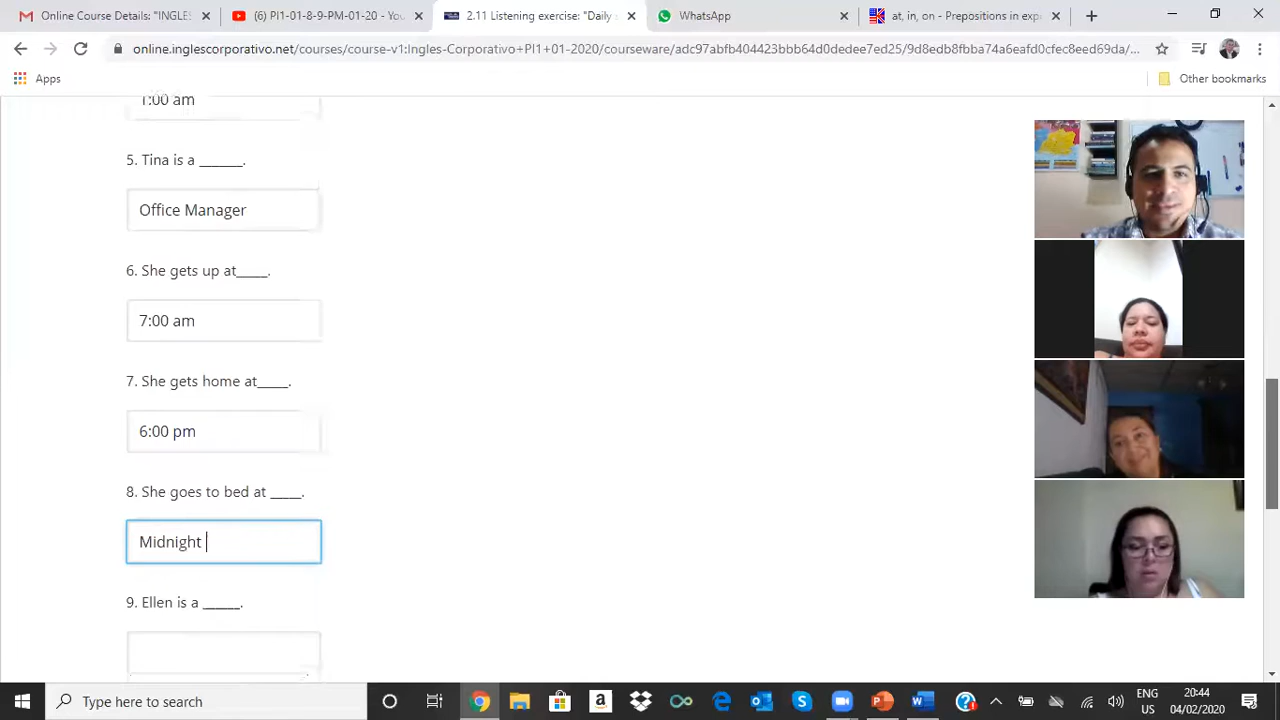 Online Course Details: "INGLES
(6) PI1-01-8-9-PM-01-20 - Yo
2.11 Listening exercise: "Daily
WhatsApp
at, in, on - Prepositions in exp
online.inglescorporativo.net/courses/course-v1:Ingles-Corporativo+PI1+01-2020/courseware/adc97abfb404423bbb64d0dedee7ed25/9d8edb8fbba74a6eafd0cfec8eed69da/...
Apps
Other bookmarks
1:00 am
5. Tina is a ______.
Office Manager
6. She gets up at____.
7:00 am
7. She gets home at____.
6:00 pm
8. She goes to bed at ____.
Midnight
9. Ellen is a _____.
Type here to search
ENG
US
20:44
04/02/2020